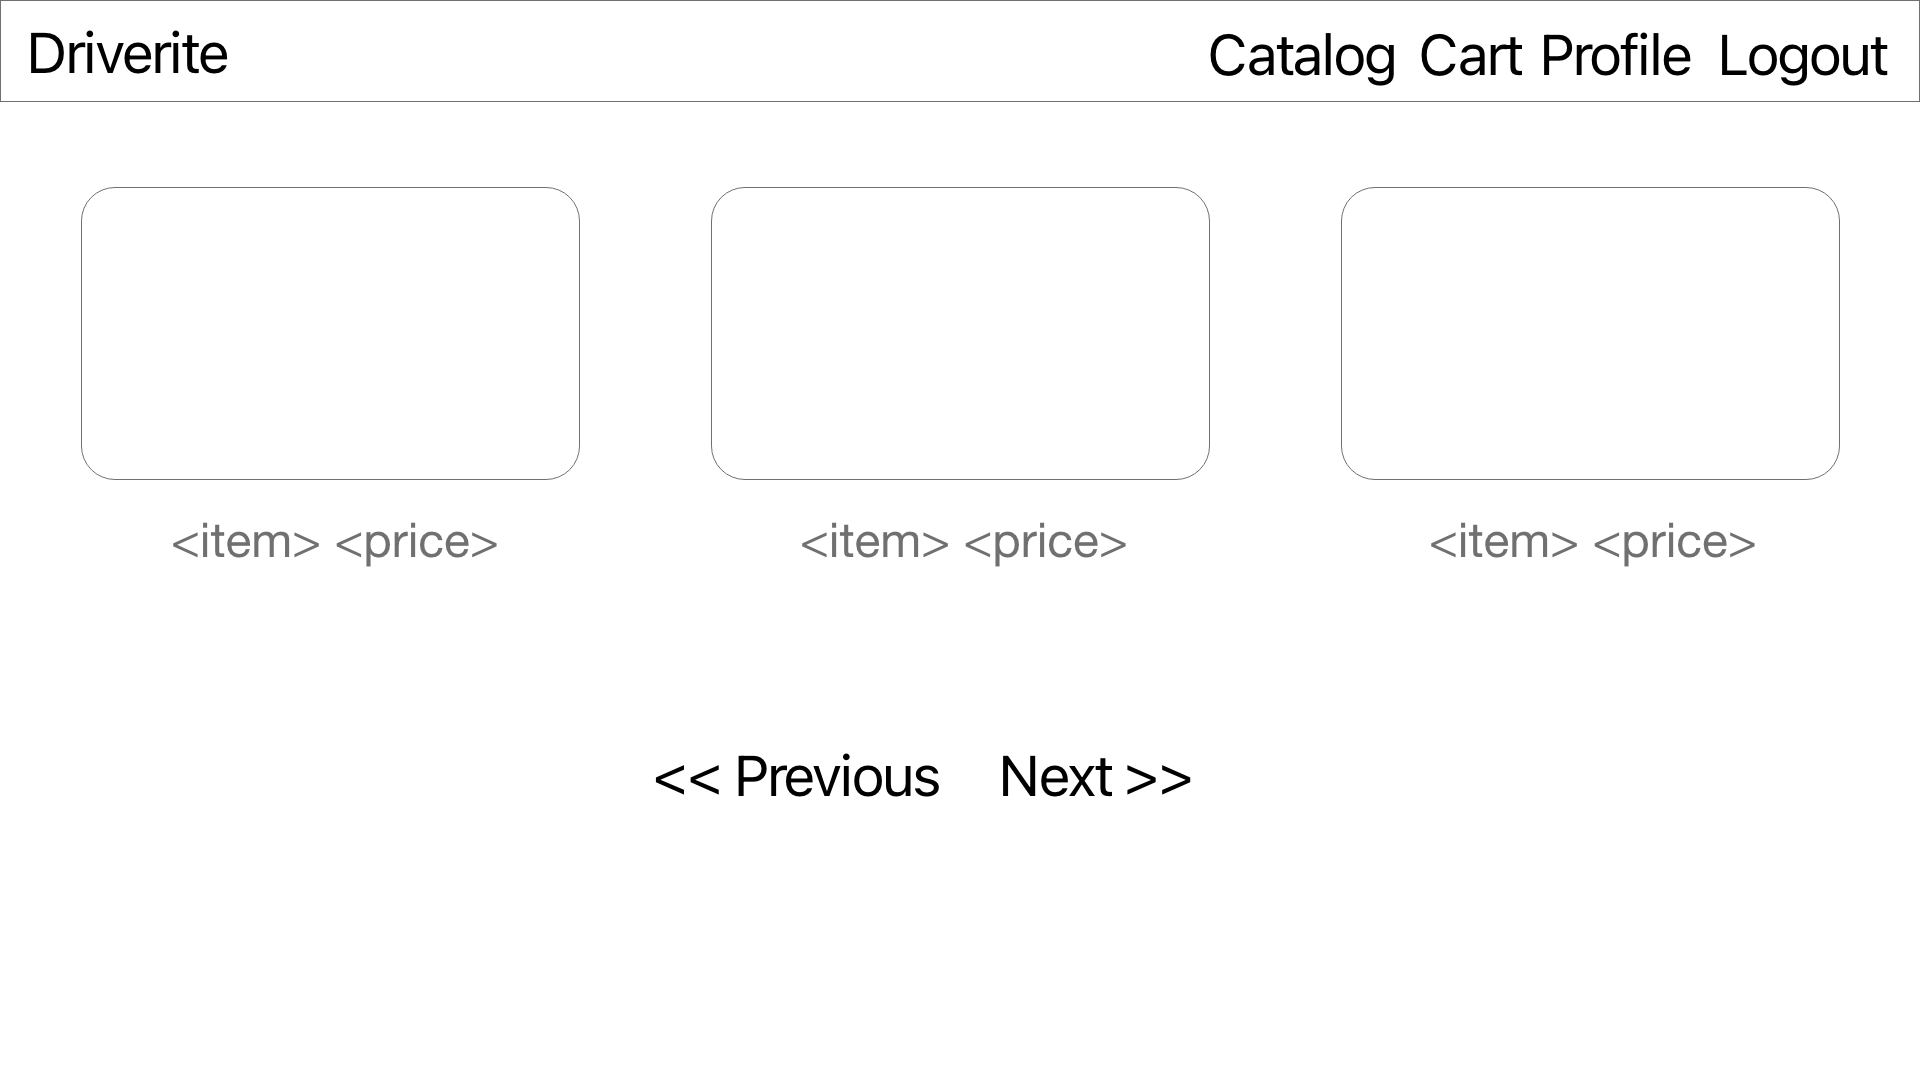 Driverite Catalog Cart Profile Logout
<item> <price> <item> <price> <item> <price>
<< Previous Next >>